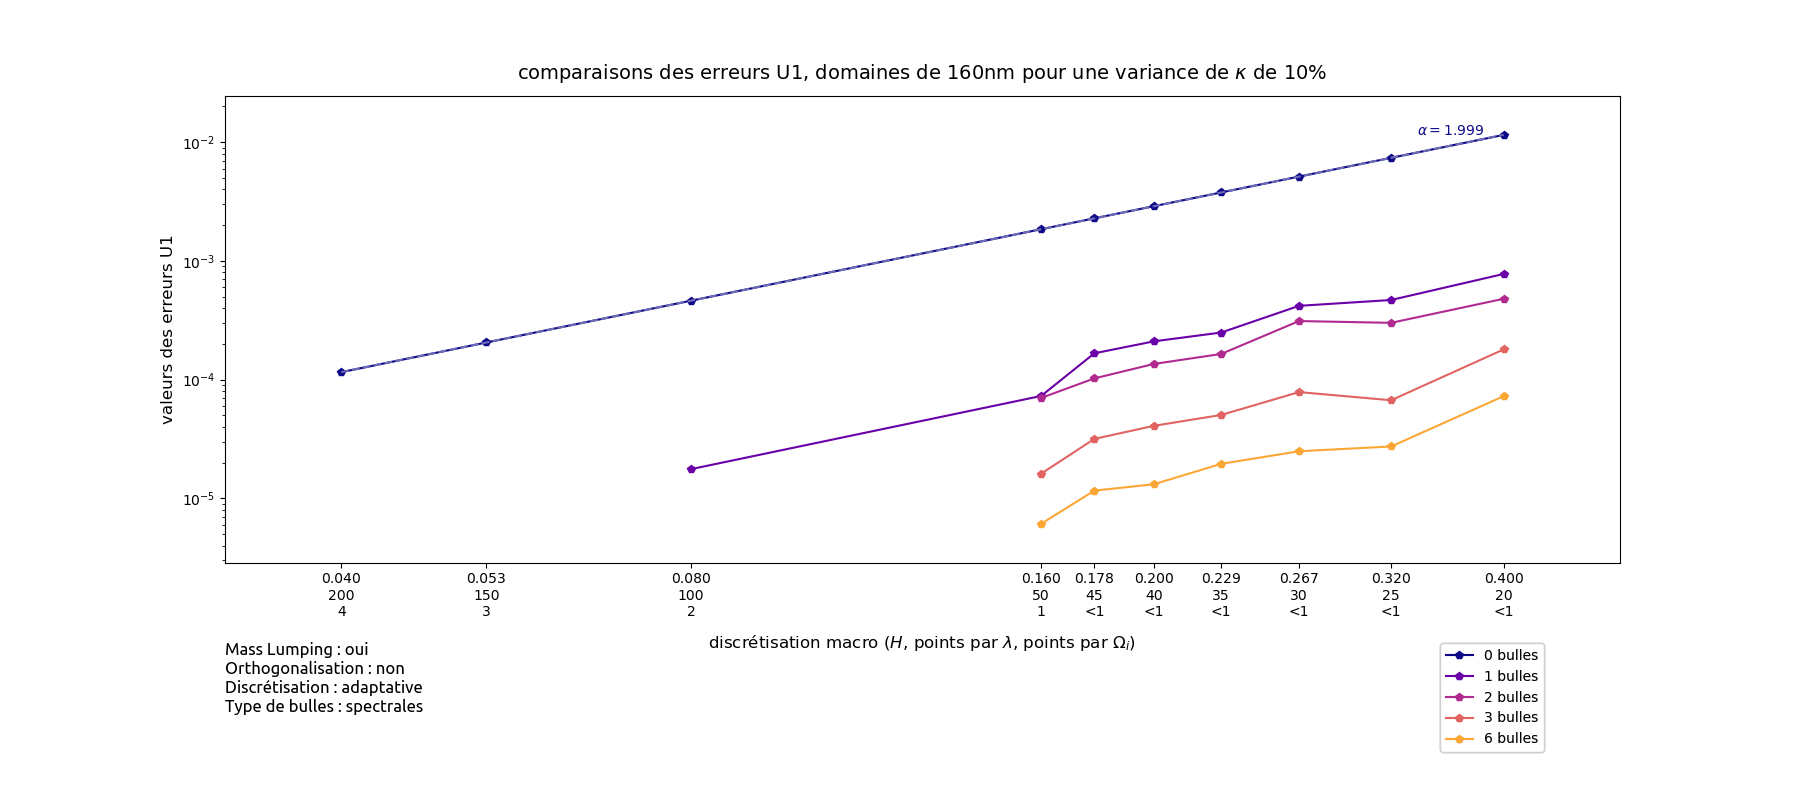 comparaisons des erreurs U1, domaines de 160nm pour une variance de κ de 10%
α = 1.999
valeurs des erreurs U1
10⁻²
10⁻³
10⁻⁴
10⁻⁵
0.040 0.053 0.080 0.160 0.178 0.200 0.229 0.267 0.320 0.400
200 150 100 50 45 40 35 30 25 20
4 3 2 1 <1 <1 <1 <1 <1 <1
discrétisation macro (H, points par λ, points par Ωᵢ)
Mass Lumping : oui
Orthogonalisation : non
Discrétisation : adaptative
Type de bulles : spectrales
0 bulles
1 bulles
2 bulles
3 bulles
6 bulles